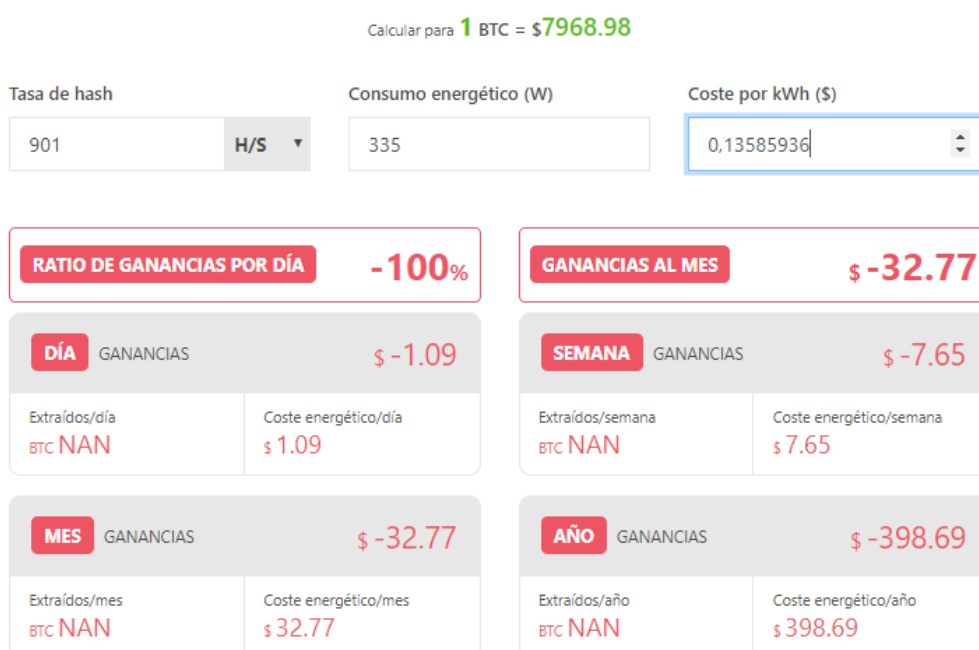 Calcular para 1 BTC = $7968.98
Tasa de hash
Consumo energético (W)
Coste por kWh ($)
901 H/S
335
0,13585936
RATIO DE GANANCIAS POR DÍA -100%
GANANCIAS AL MES $ -32.77
DÍA GANANCIAS $ -1.09
SEMANA GANANCIAS $ -7.65
Extraídos/día
BTC NAN
Coste energético/día
$ 1.09
Extraídos/semana
BTC NAN
Coste energético/semana
$ 7.65
MES GANANCIAS $ -32.77
AÑO GANANCIAS $ -398.69
Extraídos/mes
BTC NAN
Coste energético/mes
$ 32.77
Extraídos/año
BTC NAN
Coste energético/año
$ 398.69